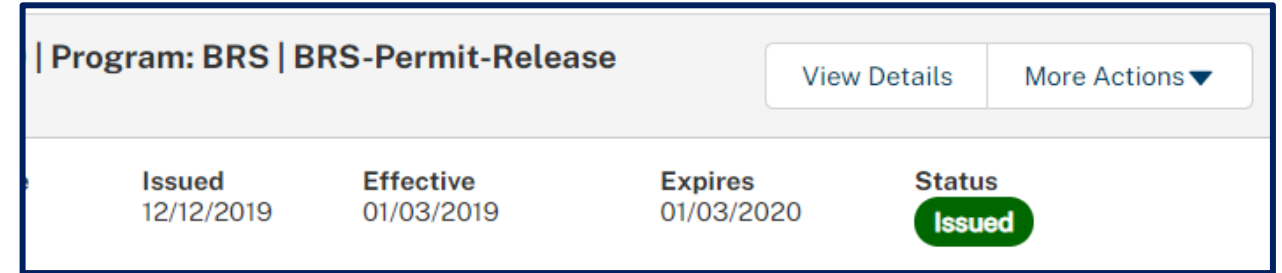 | Program: BRS | BRS-Permit-Release
View Details More Actions
Issued Effective Expires Status
12/12/2019 01/03/2019 01/03/2020 Issued